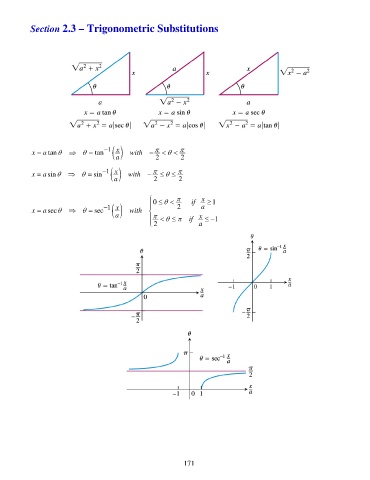 Section 2.3 – Trigonometric Substitutions
√(a² + x²) x θ a
a x θ √(a² − x²)
x √(x² − a²) θ a
x = a tan θ x = a sin θ x = a sec θ
√(a² + x²) = a|sec θ| √(a² − x²) = a|cos θ| √(x² − a²) = a|tan θ|
x = a tan θ ⇒ θ = tan⁻¹(x/a) with −π/2 < θ < π/2
x = a sin θ ⇒ θ = sin⁻¹(x/a) with −π/2 ≤ θ ≤ π/2
x = a sec θ ⇒ θ = sec⁻¹(x/a) with
0 ≤ θ < π/2 if x/a ≥ 1
π/2 < θ ≤ π if x/a ≤ −1
θ
π/2
θ = tan⁻¹ x/a
0
x/a
−π/2
θ
π/2
θ = sin⁻¹ x/a
−1 0 1
x/a
−π/2
θ
π
θ = sec⁻¹ x/a
π/2
−1 0 1
x/a
171